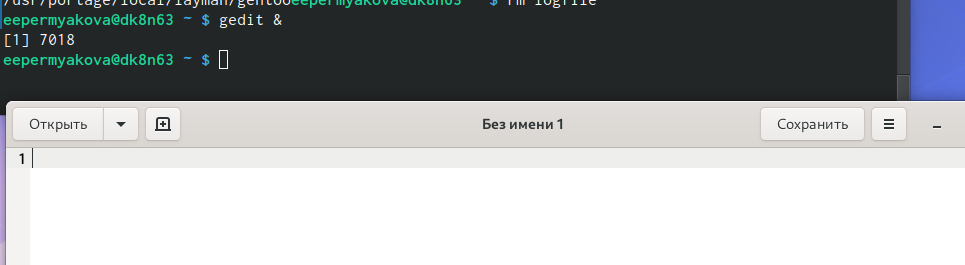 /usr/portage/local/layman/gentooeepermyakova@dk8n63 ~ $ rm logfile
eepermyakova@dk8n63 ~ $ gedit &
[1] 7018
eepermyakova@dk8n63 ~ $
Открыть
Без имени 1
Сохранить
1